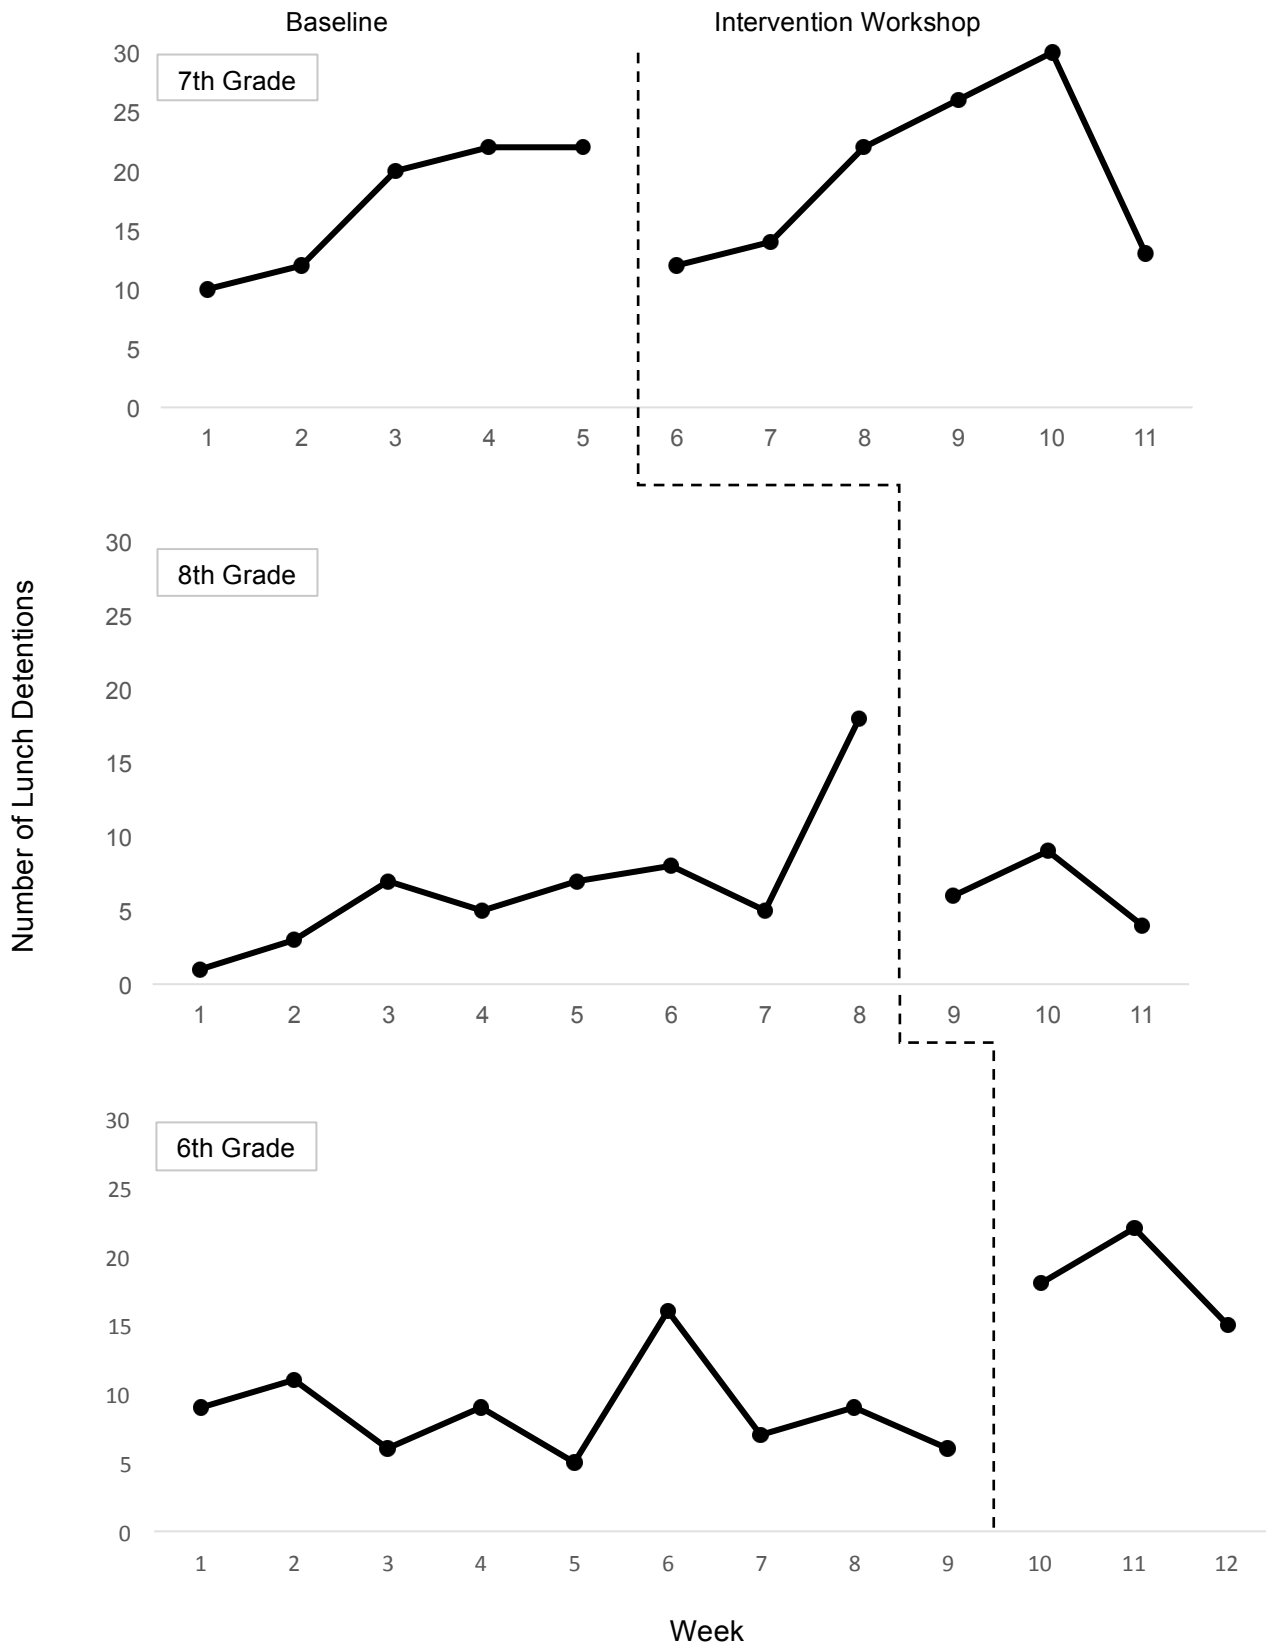 Baseline Intervention Workshop
30
7th Grade
25
20
15
10
5
0
1 2 3 4 5 6 7 8 9 10 11
Number of Lunch Detentions
30
8th Grade
25
20
15
10
5
0
1 2 3 4 5 6 7 8 9 10 11
30
6th Grade
25
20
15
10
5
0
1 2 3 4 5 6 7 8 9 10 11 12
Week